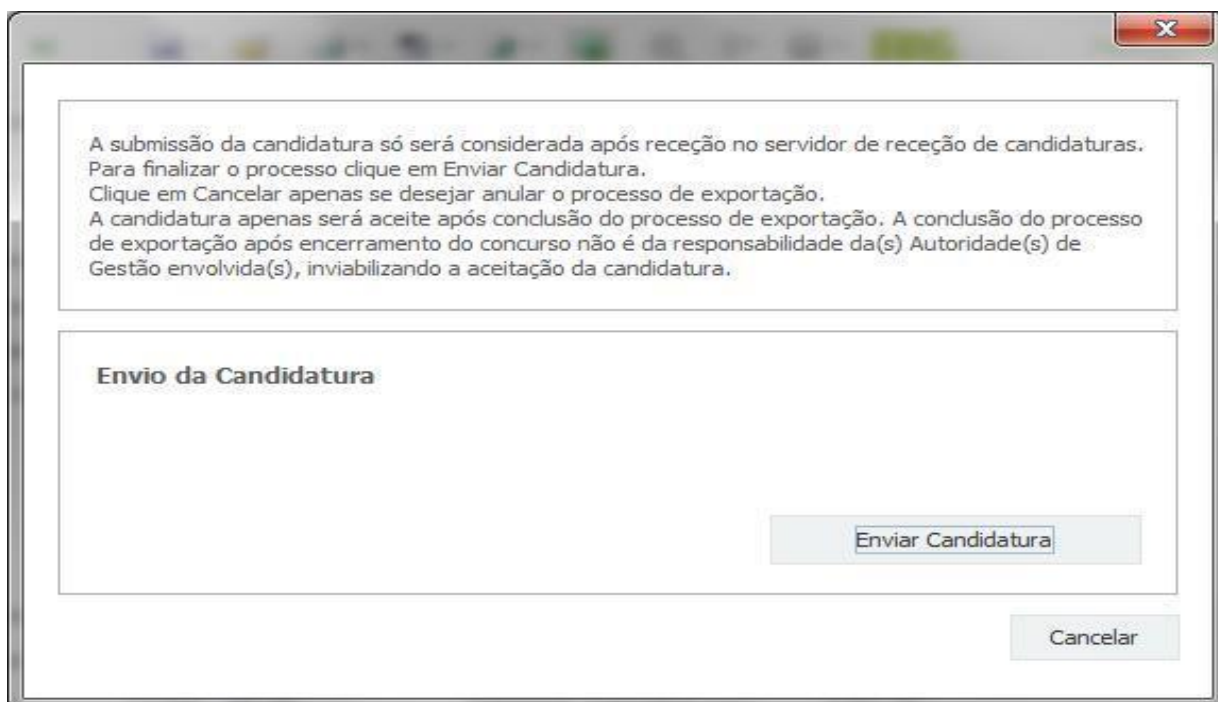 A submissão da candidatura só será considerada após receção no servidor de receção de candidaturas.
Para finalizar o processo clique em Enviar Candidatura.
Clique em Cancelar apenas se desejar anular o processo de exportação.
A candidatura apenas será aceite após conclusão do processo de exportação. A conclusão do processo
de exportação após encerramento do concurso não é da responsabilidade da(s) Autoridade(s) de
Gestão envolvida(s), inviabilizando a aceitação da candidatura.
Envio da Candidatura
Enviar Candidatura
Cancelar